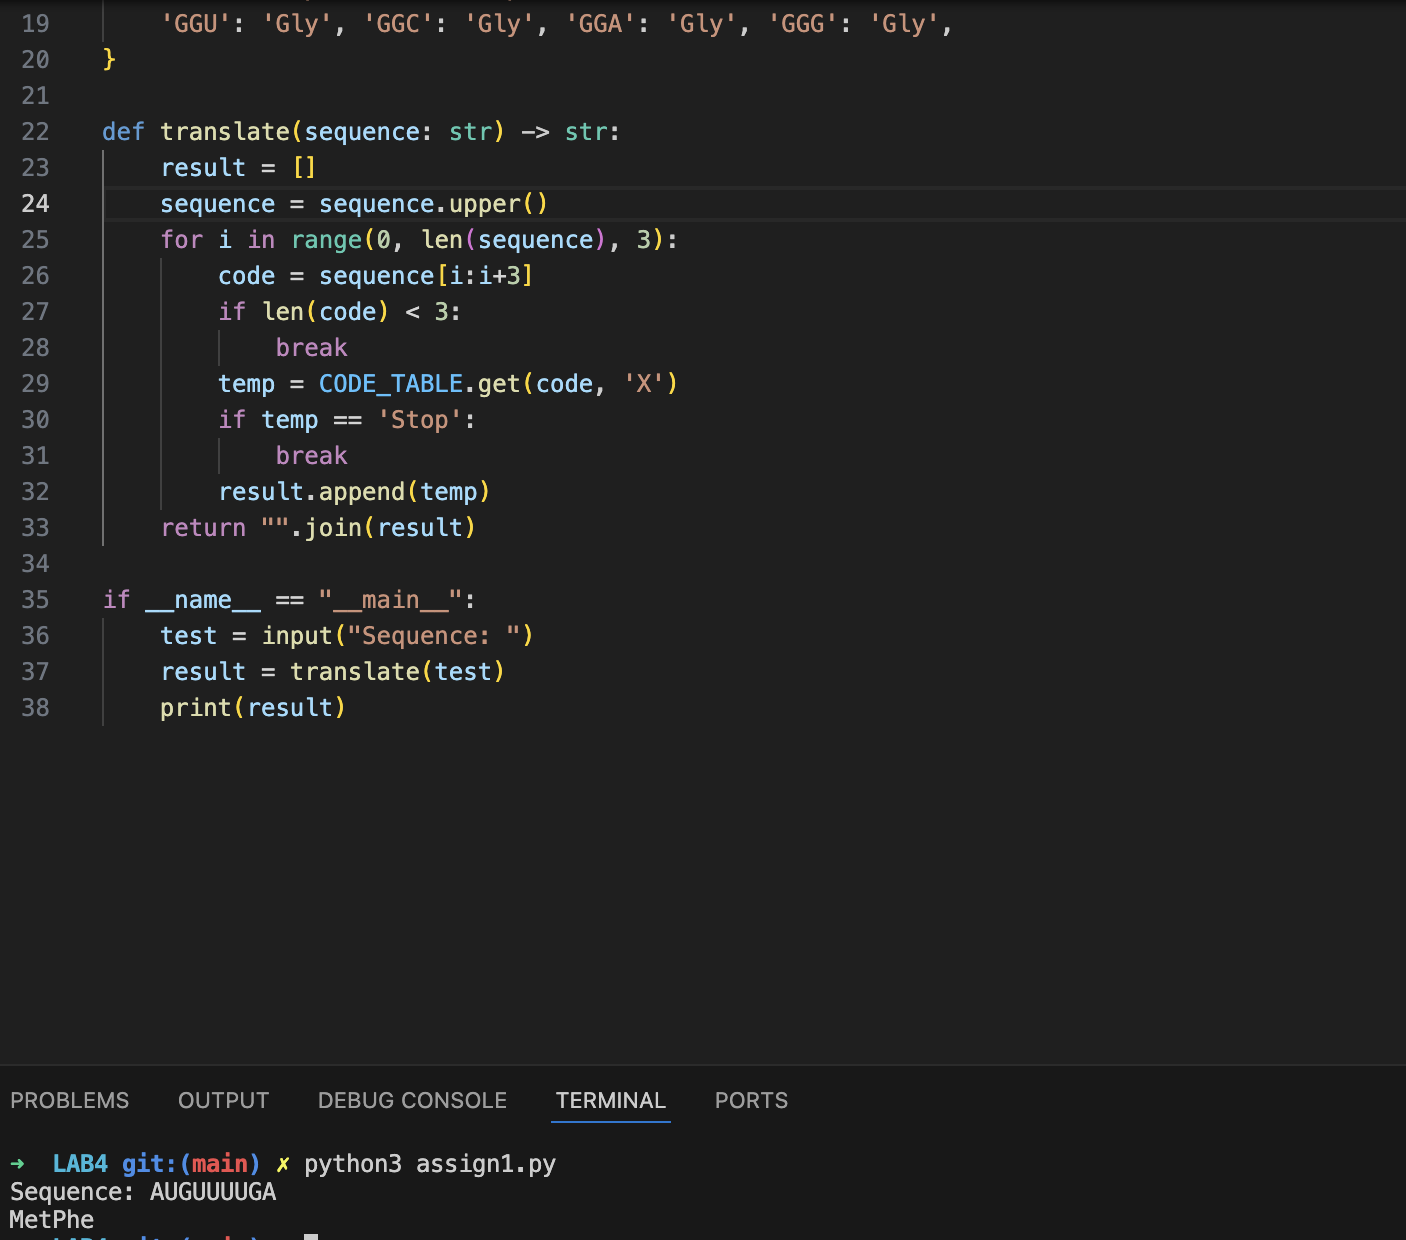 19 'GGU': 'Gly', 'GGC': 'Gly', 'GGA': 'Gly', 'GGG': 'Gly',
20 }
21
22 def translate(sequence: str) -> str:
23     result = []
24     sequence = sequence.upper()
25     for i in range(0, len(sequence), 3):
26         code = sequence[i:i+3]
27         if len(code) < 3:
28             break
29         temp = CODE_TABLE.get(code, 'X')
30         if temp == 'Stop':
31             break
32         result.append(temp)
33     return "".join(result)
34
35 if __name__ == "__main__":
36     test = input("Sequence: ")
37     result = translate(test)
38     print(result)
PROBLEMS OUTPUT DEBUG CONSOLE TERMINAL PORTS
➜ LAB4 git:(main) ✗ python3 assign1.py
Sequence: AUGUUUUGA
MetPhe